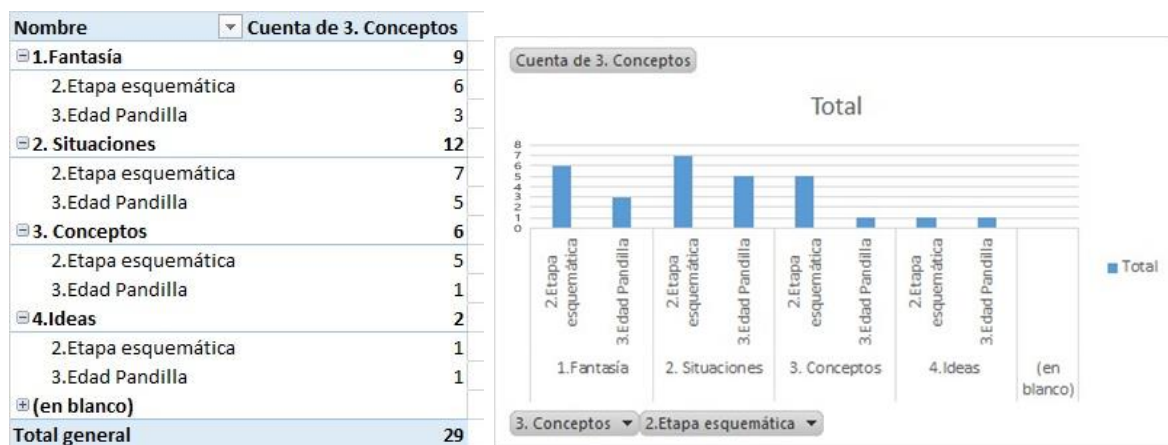 Nombre Cuenta de 3. Conceptos
1.Fantasía 9
2.Etapa esquemática 6
3.Edad Pandilla 3
2. Situaciones 12
2.Etapa esquemática 7
3.Edad Pandilla 5
3. Conceptos 6
2.Etapa esquemática 5
3.Edad Pandilla 1
4.Ideas 2
2.Etapa esquemática 1
3.Edad Pandilla 1
(en blanco)
Total general 29
Cuenta de 3. Conceptos
Total
8
7
6
5
4
3
2
1
0
2.Etapa
esquemática
3.Edad Pandilla
2.Etapa
esquemática
3.Edad Pandilla
2.Etapa
esquemática
3.Edad Pandilla
2.Etapa
esquemática
3.Edad Pandilla
1.Fantasía 2. Situaciones 3. Conceptos 4.Ideas (en
blanco)
Total
3. Conceptos 2.Etapa esquemática